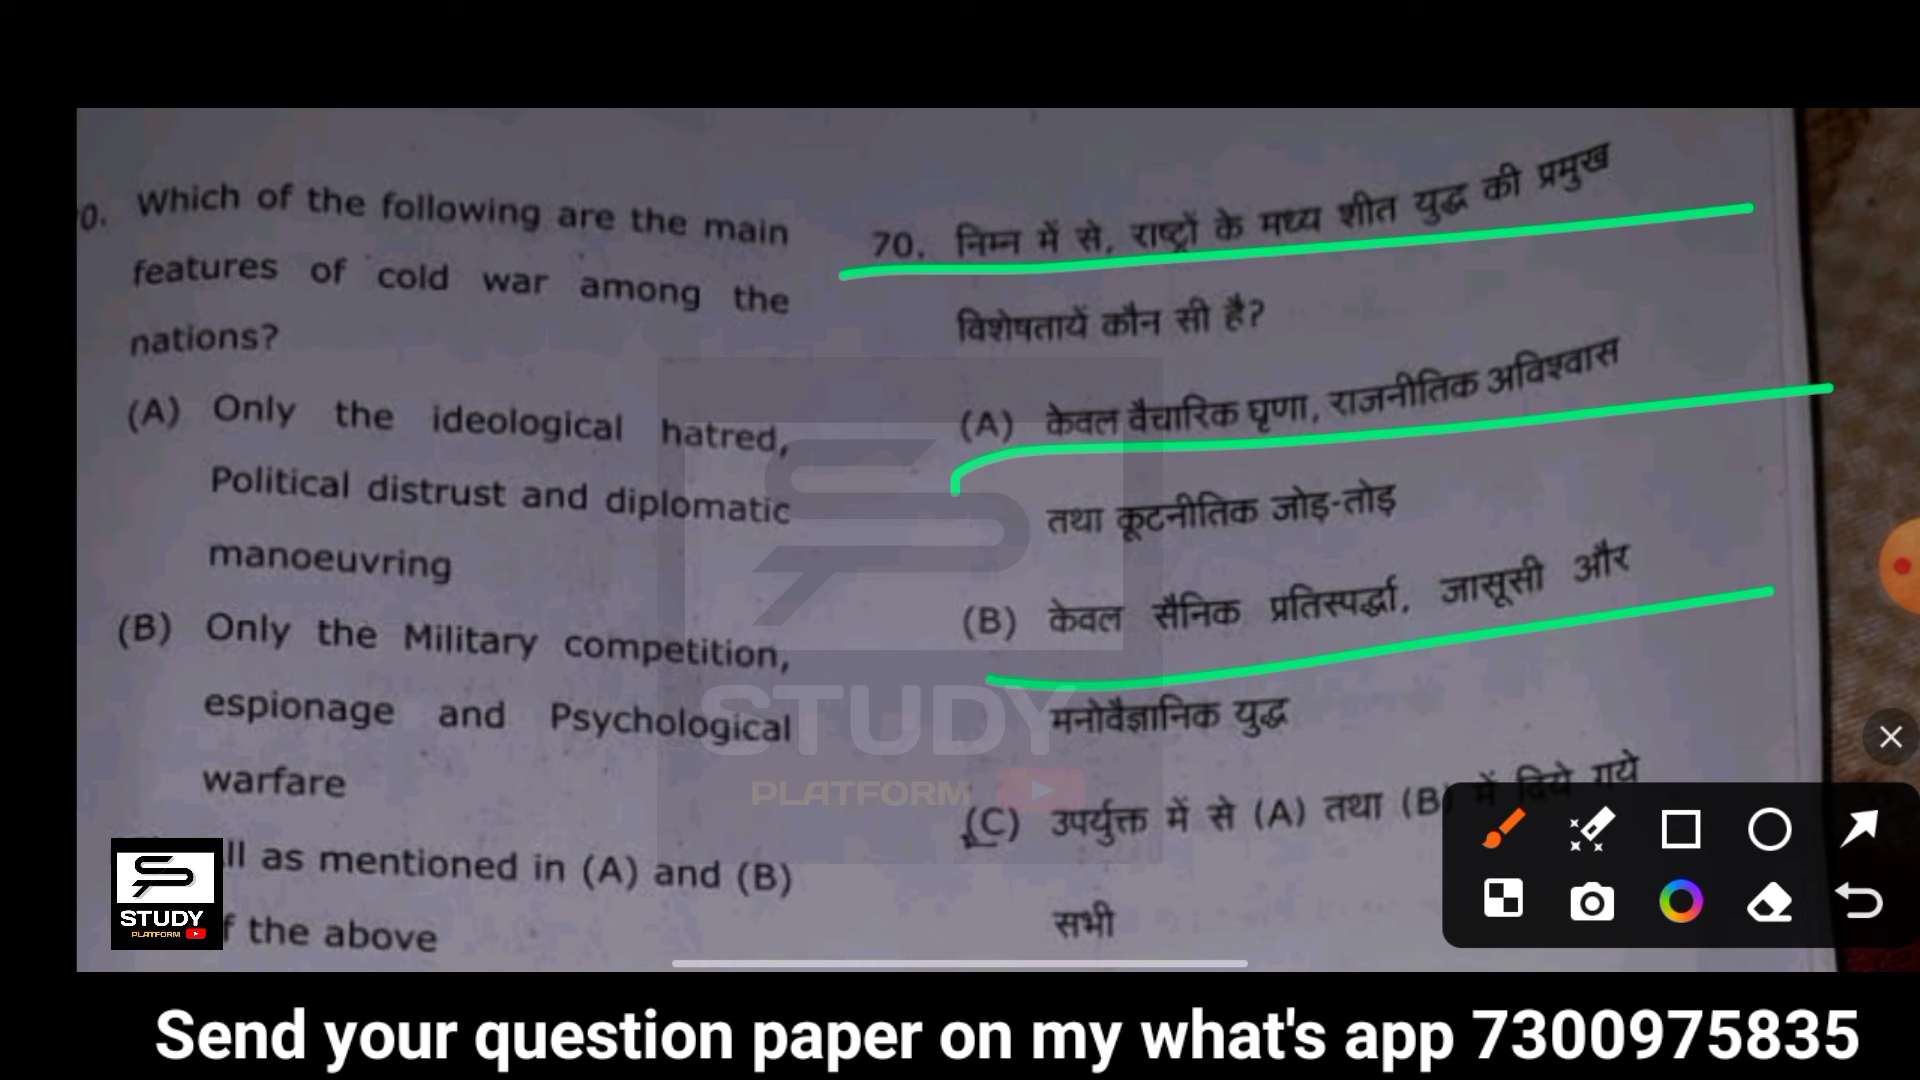 0. Which of the following are the main
features of cold war among the
nations?
(A) Only the ideological hatred,
Political distrust and diplomatic
manoeuvring
(B) Only the Military competition,
espionage and Psychological
warfare
ll as mentioned in (A) and (B)
f the above
70. निम्न में से, राष्ट्रों के मध्य शीत युद्ध की प्रमुख
विशेषतायें कौन सी है?
(A) केवल वैचारिक घृणा, राजनीतिक अविश्वास
तथा कूटनीतिक जोड़-तोड़
(B) केवल सैनिक प्रतिस्पर्द्धा, जासूसी और
मनोवैज्ञानिक युद्ध
(C) उपर्युक्त में से (A) तथा (B) में दिये गये
सभी
STUDY
PLATFORM
STUDY
PLATFORM
Send your question paper on my what's app 7300975835